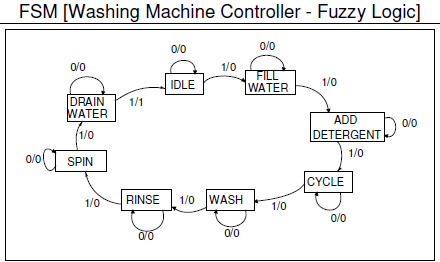 FSM [Washing Machine Controller - Fuzzy Logic]
0/0
0/0
0/0
IDLE
1/0
FILL
WATER
1/0
DRAIN
WATER
1/1
ADD
DETERGENT
0/0
1/0
1/0
0/0
SPIN
CYCLE
1/0
RINSE
1/0
WASH
1/0
0/0
0/0
0/0